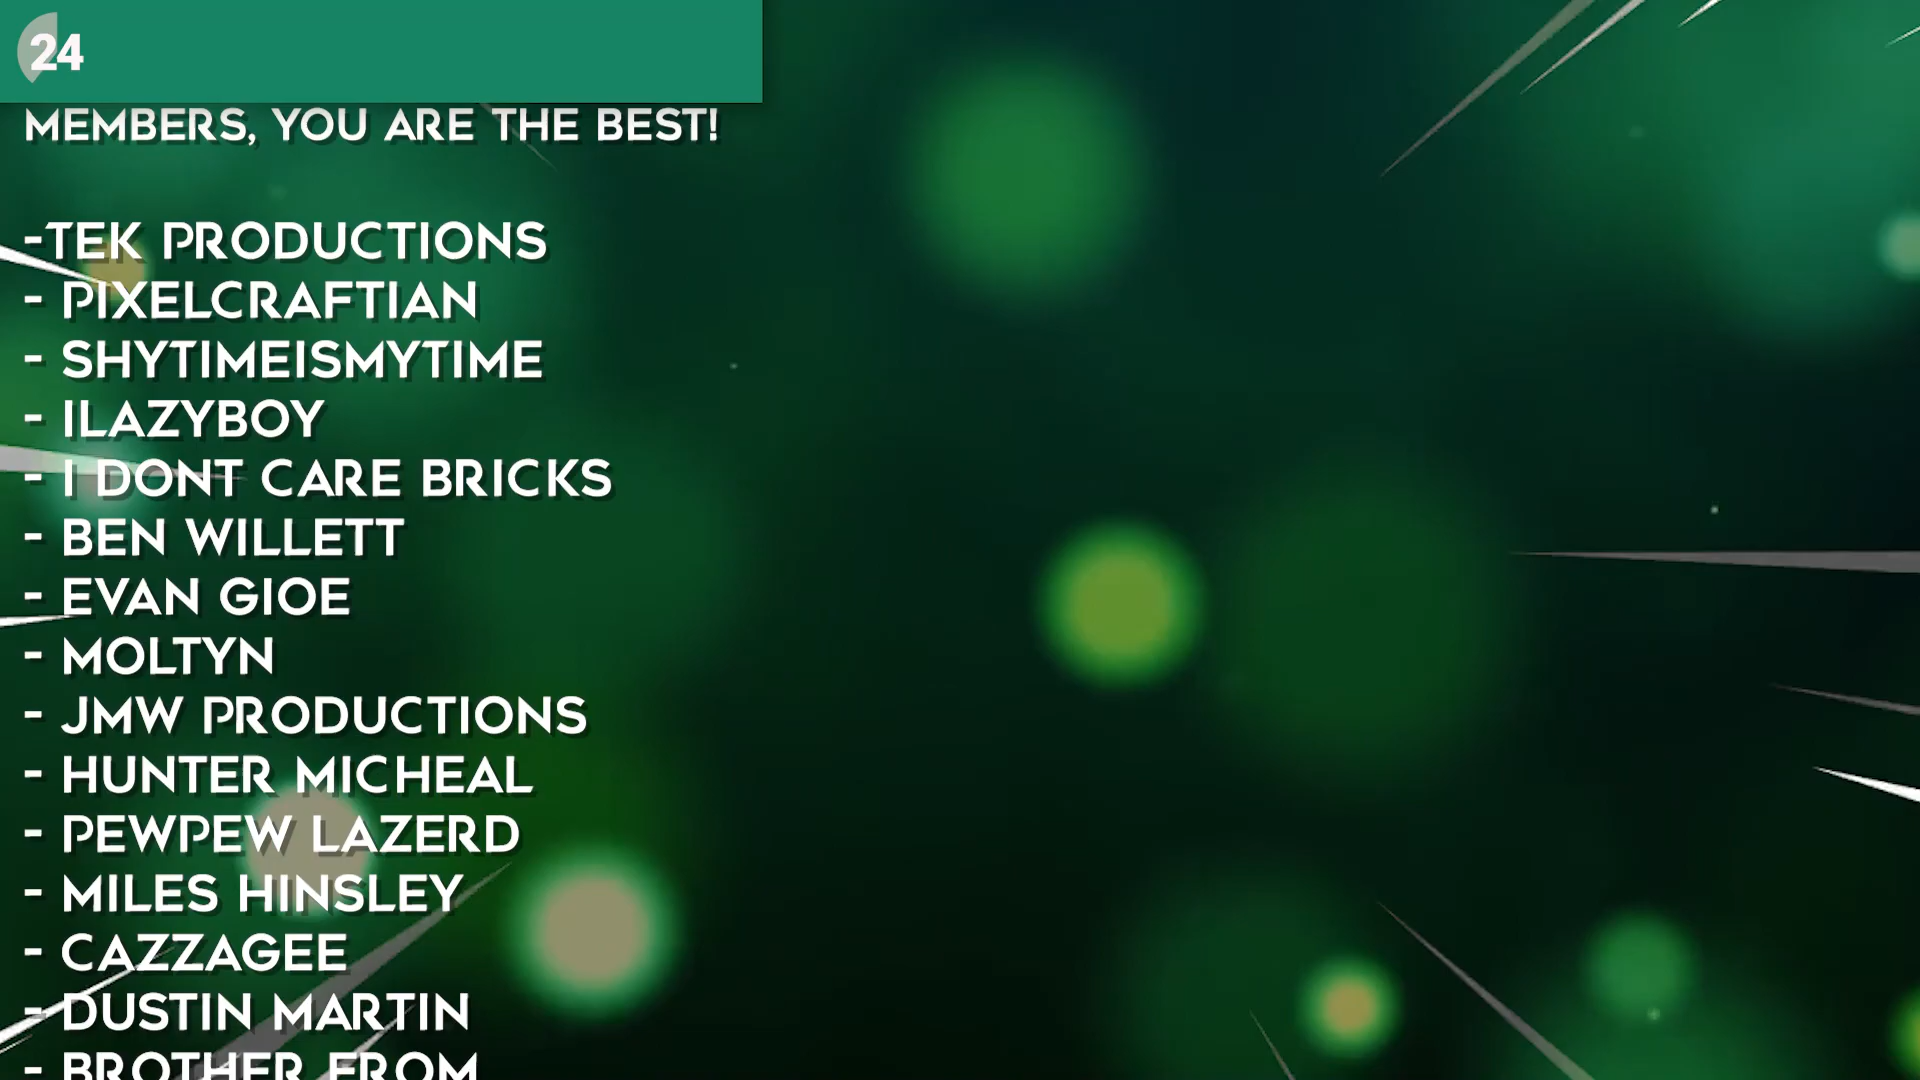 24
MEMBERS, YOU ARE THE BEST!
-TEK PRODUCTIONS
- PIXELCRAFTIAN
- SHYTIMEISMYTIME
- ILAZYBOY
- I DONT CARE BRICKS
- BEN WILLETT
- EVAN GIOE
- MOLTYN
- JMW PRODUCTIONS
- HUNTER MICHEAL
- PEWPEW LAZERD
- MILES HINSLEY
- CAZZAGEE
- DUSTIN MARTIN
- BROTHER FROM